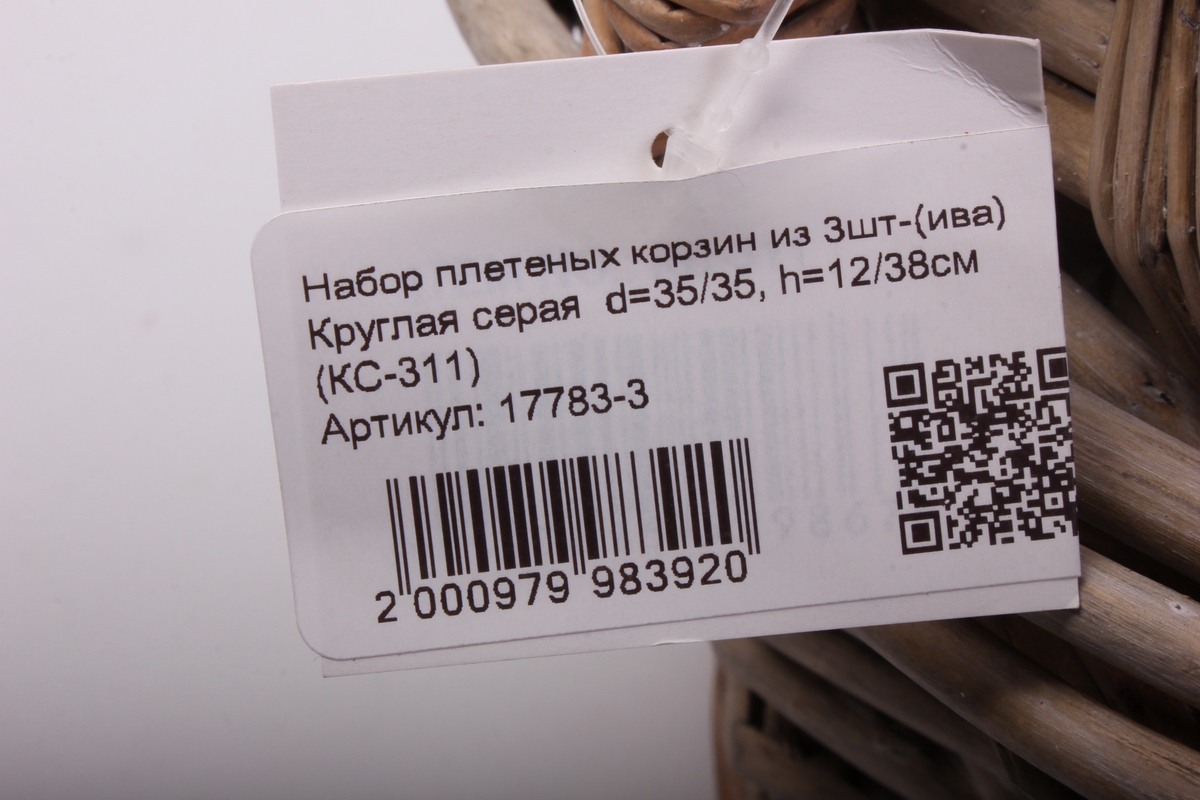 Набор плетеных корзин из 3шт-(ива)
Круглая серая d=35/35, h=12/38см
(КС-311)
Артикул: 17783-3
2 000979 983920